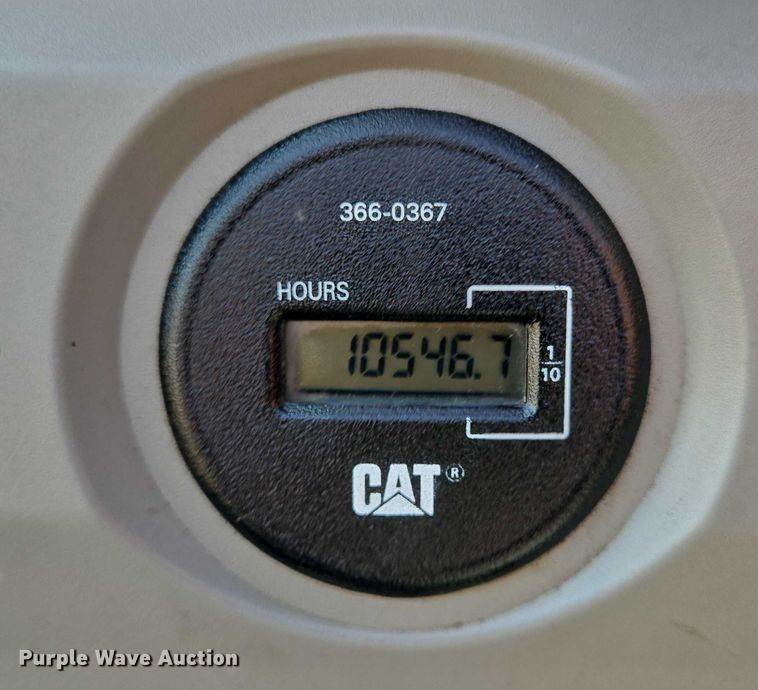 366-0367
HOURS
10546.7
1
10
CAT®
Purple Wave Auction